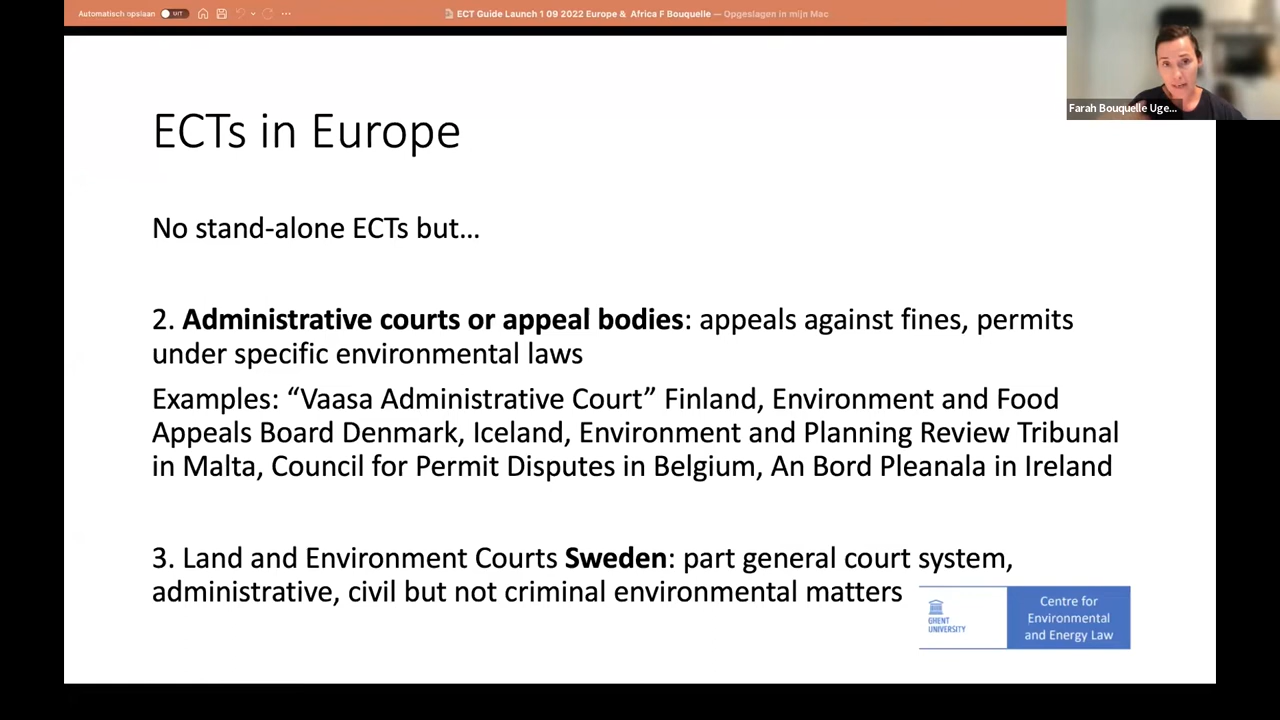 Automatisch opslaan UIT
ECT Guide Launch 1 09 2022 Europe & Africa F Bouquelle — Opgeslagen in mijn Mac
Farah Bouquelle Uge...
ECTs in Europe
No stand-alone ECTs but...
2. Administrative courts or appeal bodies: appeals against fines, permits
under specific environmental laws
Examples: “Vaasa Administrative Court” Finland, Environment and Food
Appeals Board Denmark, Iceland, Environment and Planning Review Tribunal
in Malta, Council for Permit Disputes in Belgium, An Bord Pleanala in Ireland
3. Land and Environment Courts Sweden: part general court system,
administrative, civil but not criminal environmental matters
GHENT
UNIVERSITY
Centre for
Environmental
and Energy Law